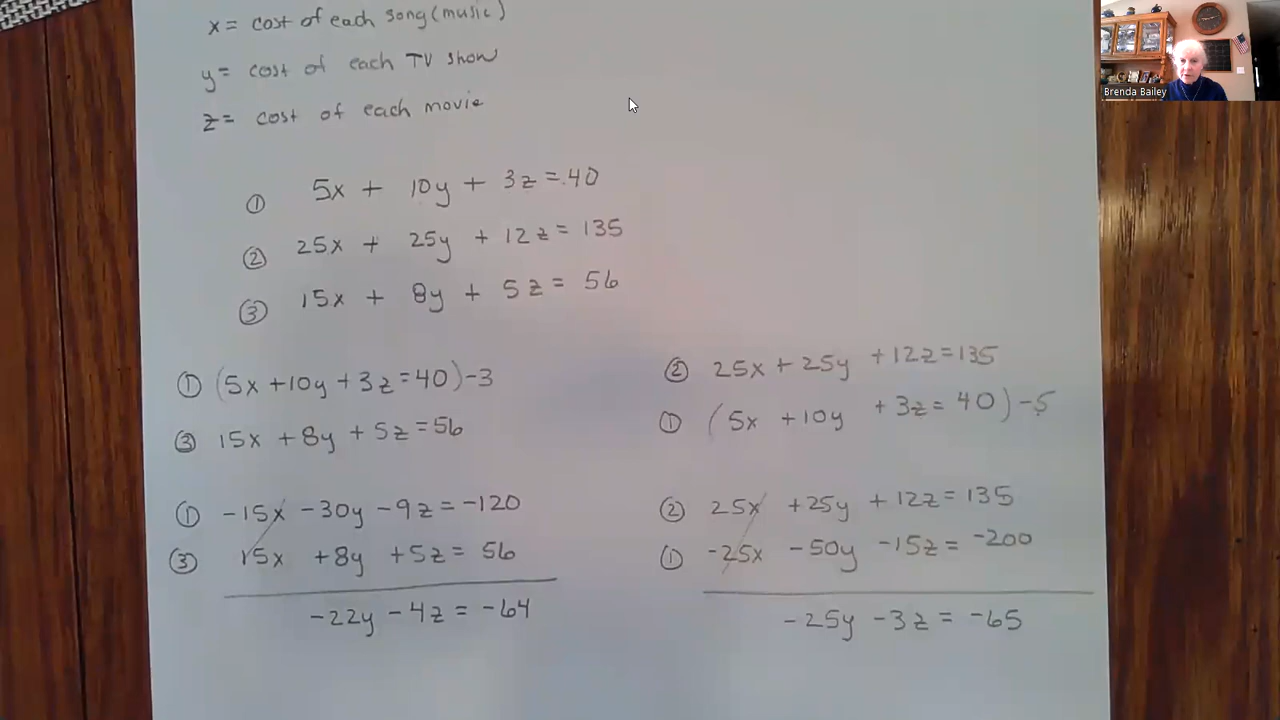 x = cost of each song (music)
y = cost of each TV show
z = cost of each movie
① 5x + 10y + 3z = 40
② 25x + 25y + 12z = 135
③ 15x + 8y + 5z = 56
① (5x + 10y + 3z = 40) -3
③ 15x + 8y + 5z = 56
① -15x - 30y - 9z = -120
③ 15x + 8y + 5z = 56
-22y - 4z = -64
② 25x + 25y + 12z = 135
① (5x + 10y + 3z = 40) -5
② 25x + 25y + 12z = 135
① -25x - 50y - 15z = -200
-25y - 3z = -65
Brenda Bailey